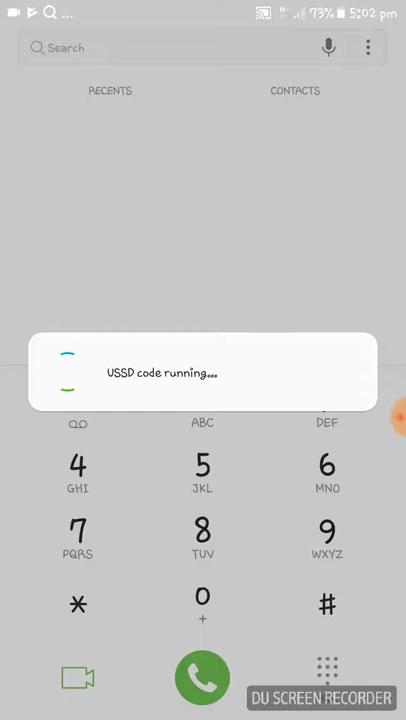 ... 73% 5:02 pm
Search
RECENTS
CONTACTS
USSD code running...
ABC
DEF
4
5
6
GHI
JKL
MNO
7
8
9
PQRS
TUV
WXYZ
*
0
#
+
DU SCREEN RECORDER